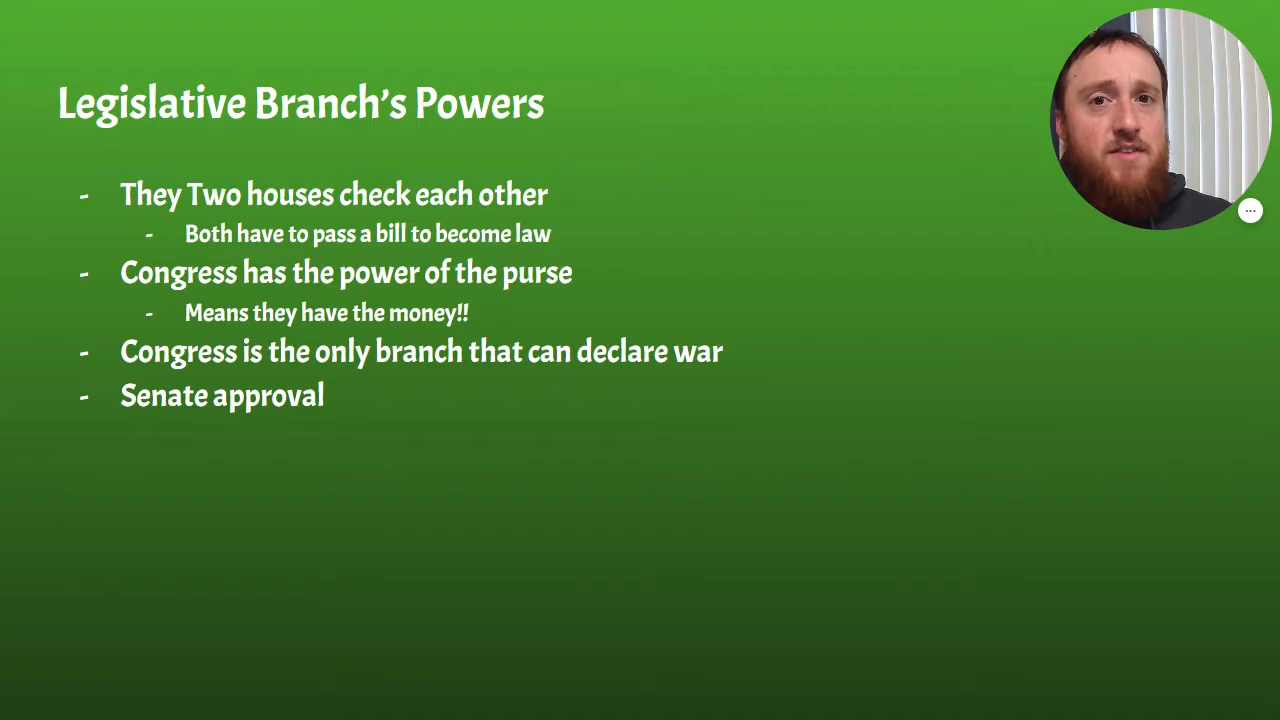 Legislative Branch's Powers
- They Two houses check each other
- Both have to pass a bill to become law
- Congress has the power of the purse
- Means they have the money!!
- Congress is the only branch that can declare war
- Senate approval